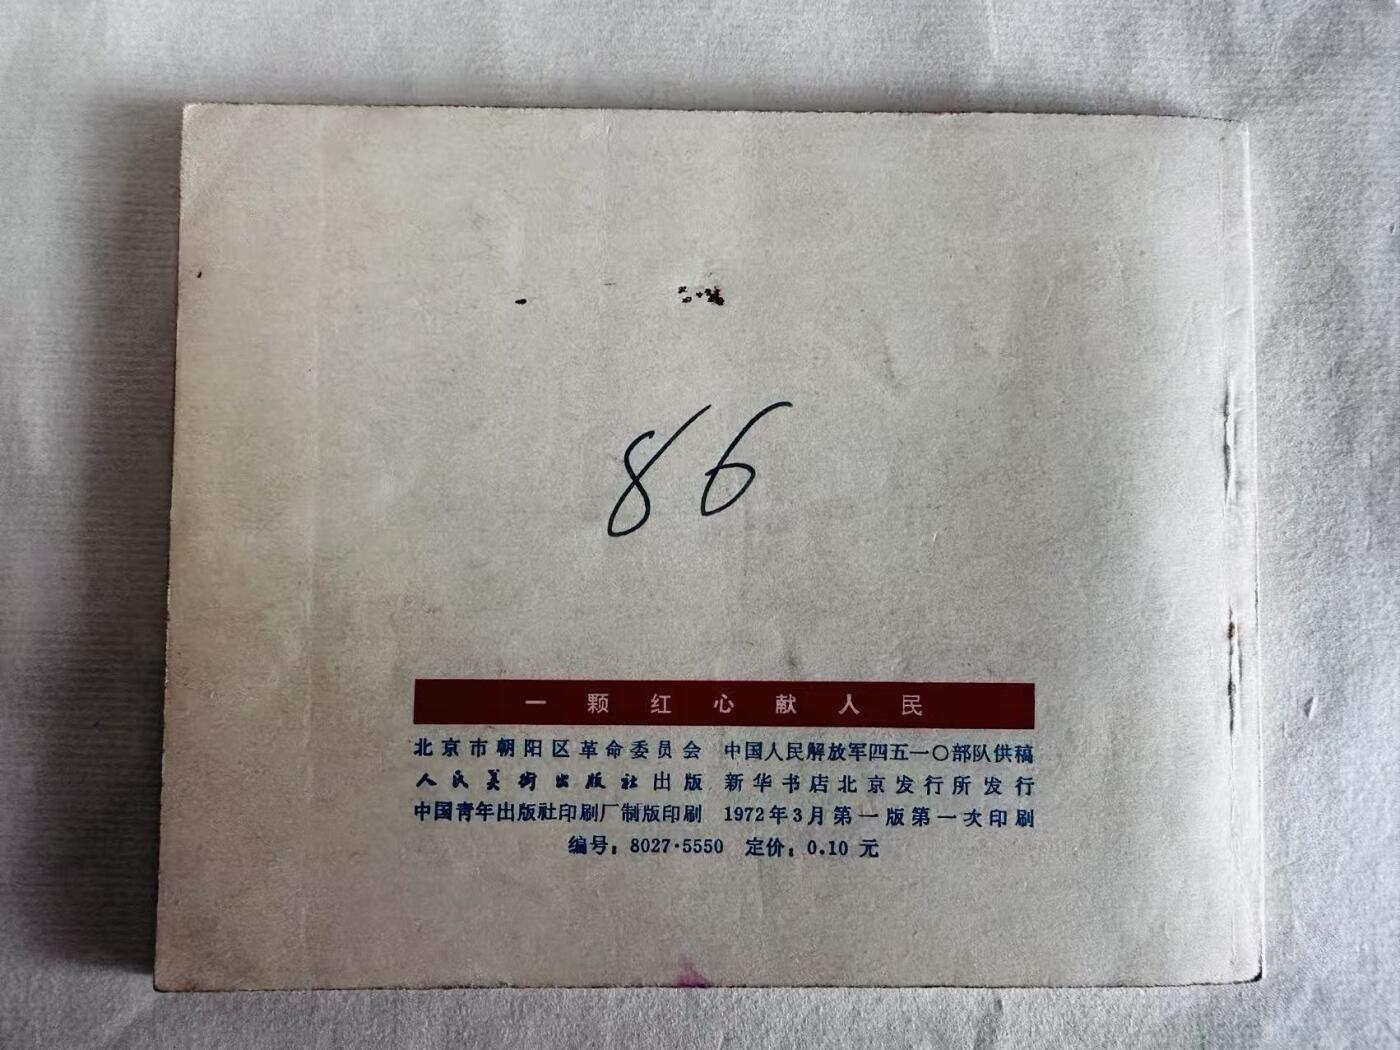 86
一颗红心献人民
北京市朝阳区革命委员会 中国人民解放军四五一〇部队供稿
人民美术出版社出版 新华书店北京发行所发行
中国青年出版社印刷厂制版印刷 1972年3月第一版第一次印刷
编号：8027·5550 定价：0.10 元